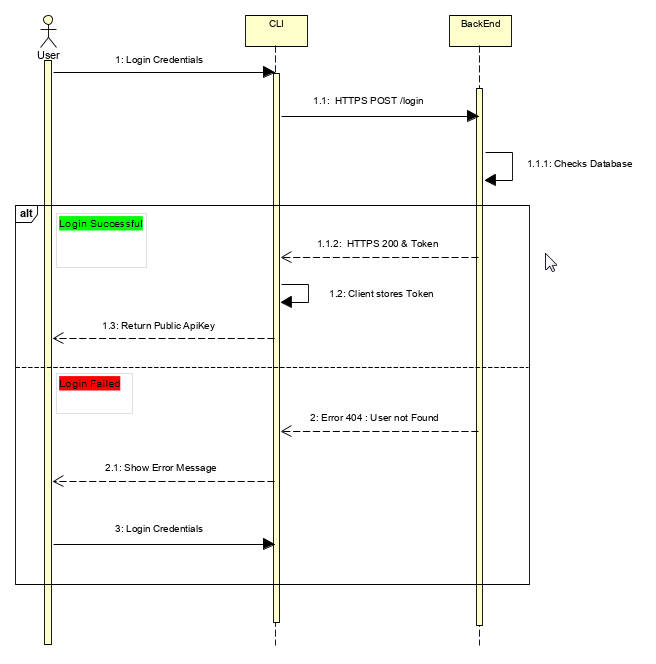 CLI
BackEnd
User
1: Login Credentials
1.1: HTTPS POST /login
1.1.1: Checks Database
alt
Login Successful
1.1.2: HTTPS 200 & Token
1.2: Client stores Token
1.3: Return Public ApiKey
Login Failed
2: Error 404 : User not Found
2.1: Show Error Message
3: Login Credentials